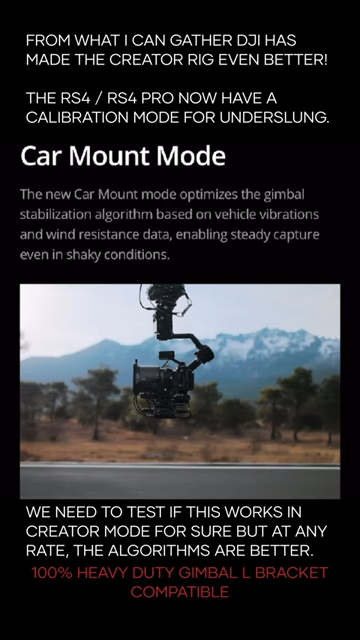 FROM WHAT I CAN GATHER DJI HAS
MADE THE CREATOR RIG EVEN BETTER!
THE RS4 / RS4 PRO NOW HAVE A
CALIBRATION MODE FOR UNDERSLUNG.
Car Mount Mode
The new Car Mount mode optimizes the gimbal
stabilization algorithm based on vehicle vibrations
and wind resistance data, enabling steady capture
even in shaky conditions.
WE NEED TO TEST IF THIS WORKS IN
CREATOR MODE FOR SURE BUT AT ANY
RATE, THE ALGORITHMS ARE BETTER.
100% HEAVY DUTY GIMBAL L BRACKET
COMPATIBLE